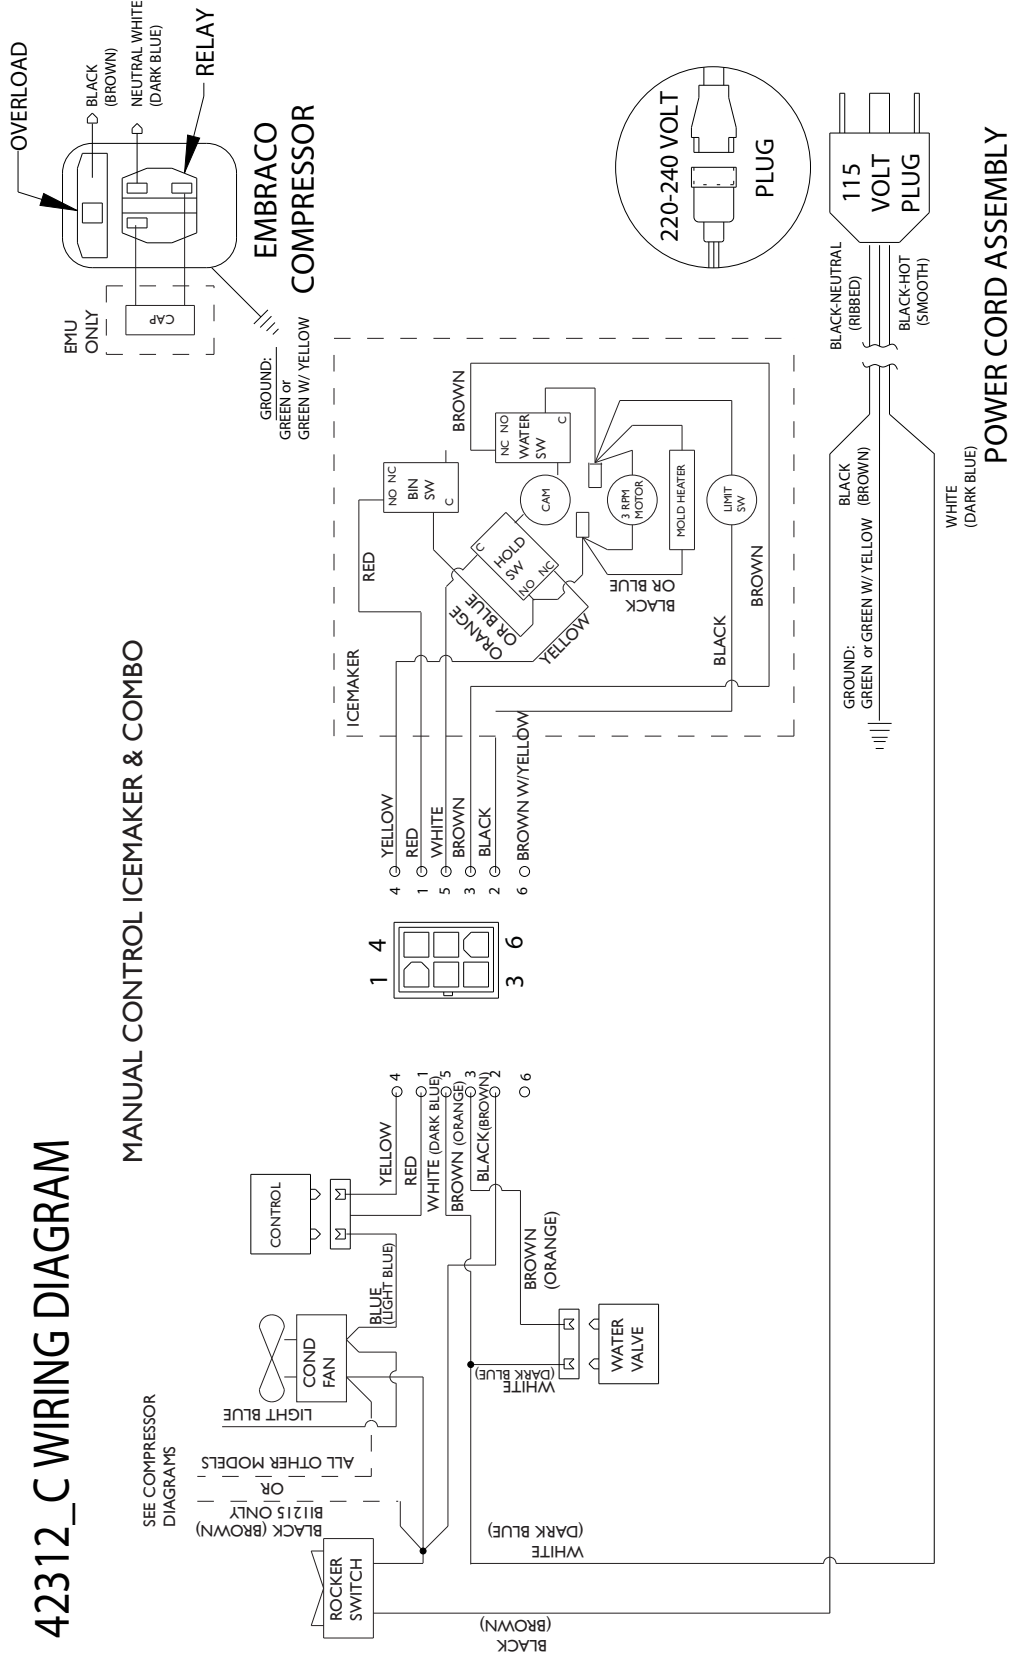 42312_C WIRING DIAGRAM
MANUAL CONTROL ICEMAKER & COMBO
OVERLOAD
BLACK
(BROWN)
NEUTRAL WHITE
(DARK BLUE)
RELAY
EMBRACO
COMPRESSOR
EMU
ONLY
CAP
GROUND:
GREEN or
GREEN W/ YELLOW
SEE COMPRESSOR
DIAGRAMS
ROCKER
SWITCH
BLACK (BROWN)
BI1215 ONLY
OR
ALL OTHER MODELS
LIGHT BLUE
COND
FAN
BLUE
(LIGHT BLUE)
CONTROL
YELLOW
RED
WHITE (DARK BLUE)
BROWN (ORANGE)
BLACK(BROWN)
4
1
5
3
2
6
BROWN
(ORANGE)
WHITE
(DARK BLUE)
WATER
VALVE
WHITE
(DARK BLUE)
BLACK
(BROWN)
1 4
3 6
4
1
5
3
2
6
YELLOW
RED
WHITE
BROWN
BLACK
BROWN W/YELLOW
ICEMAKER
RED
NO NC
BIN
SW
C
BROWN
NC NO
WATER
SW
C
CAM
C
HOLD
SW
NO NC
ORANGE
OR BLUE
YELLOW
3 RPM
MOTOR
MOLD HEATER
LIMIT
SW
BLACK
OR BLUE
BLACK
BROWN
220-240 VOLT
PLUG
115
VOLT
PLUG
BLACK-NEUTRAL
(RIBBED)
BLACK-HOT
(SMOOTH)
BLACK
(BROWN)
GROUND:
GREEN or GREEN W/ YELLOW
WHITE
(DARK BLUE)
POWER CORD ASSEMBLY